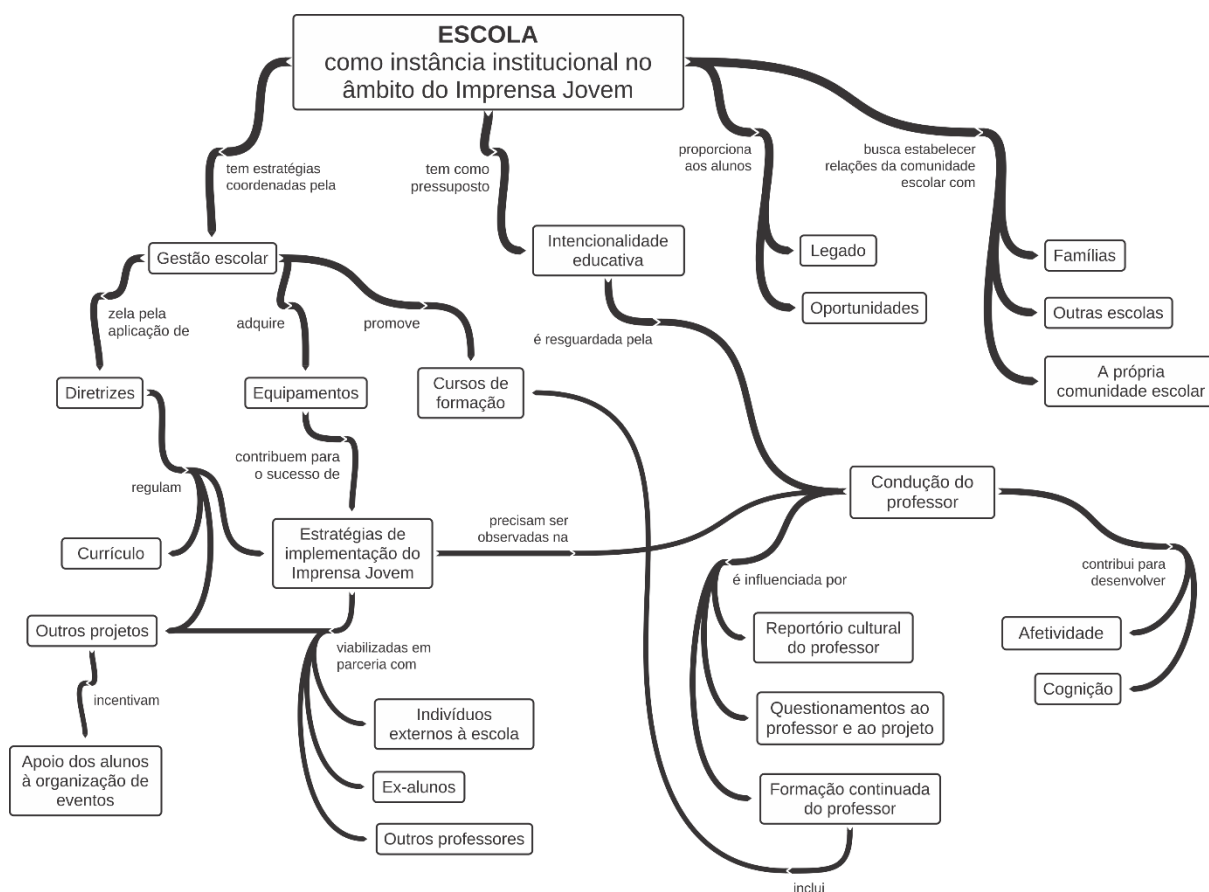 ESCOLA
como instância institucional no
âmbito do Imprensa Jovem
tem estratégias
coordenadas pela
tem como
pressuposto
proporciona
aos alunos
busca estabelecer
relações da comunidade
escolar com
Gestão escolar
Intencionalidade
educativa
Legado
Oportunidades
Famílias
Outras escolas
A própria
comunidade escolar
zela pela
aplicação de
adquire
promove
é resguardada pela
Diretrizes
Equipamentos
Cursos de
formação
regulam
contribuem para
o sucesso de
Condução do
professor
Currículo
Estratégias de
implementação do
Imprensa Jovem
precisam ser
observadas na
é influenciada por
contribui para
desenvolver
Outros projetos
viabilizadas em
parceria com
Reportório cultural
do professor
Afetividade
Cognição
incentivam
Indivíduos
externos à escola
Questionamentos ao
professor e ao projeto
Apoio dos alunos
à organização de
eventos
Ex-alunos
Formação continuada
do professor
Outros professores
inclui